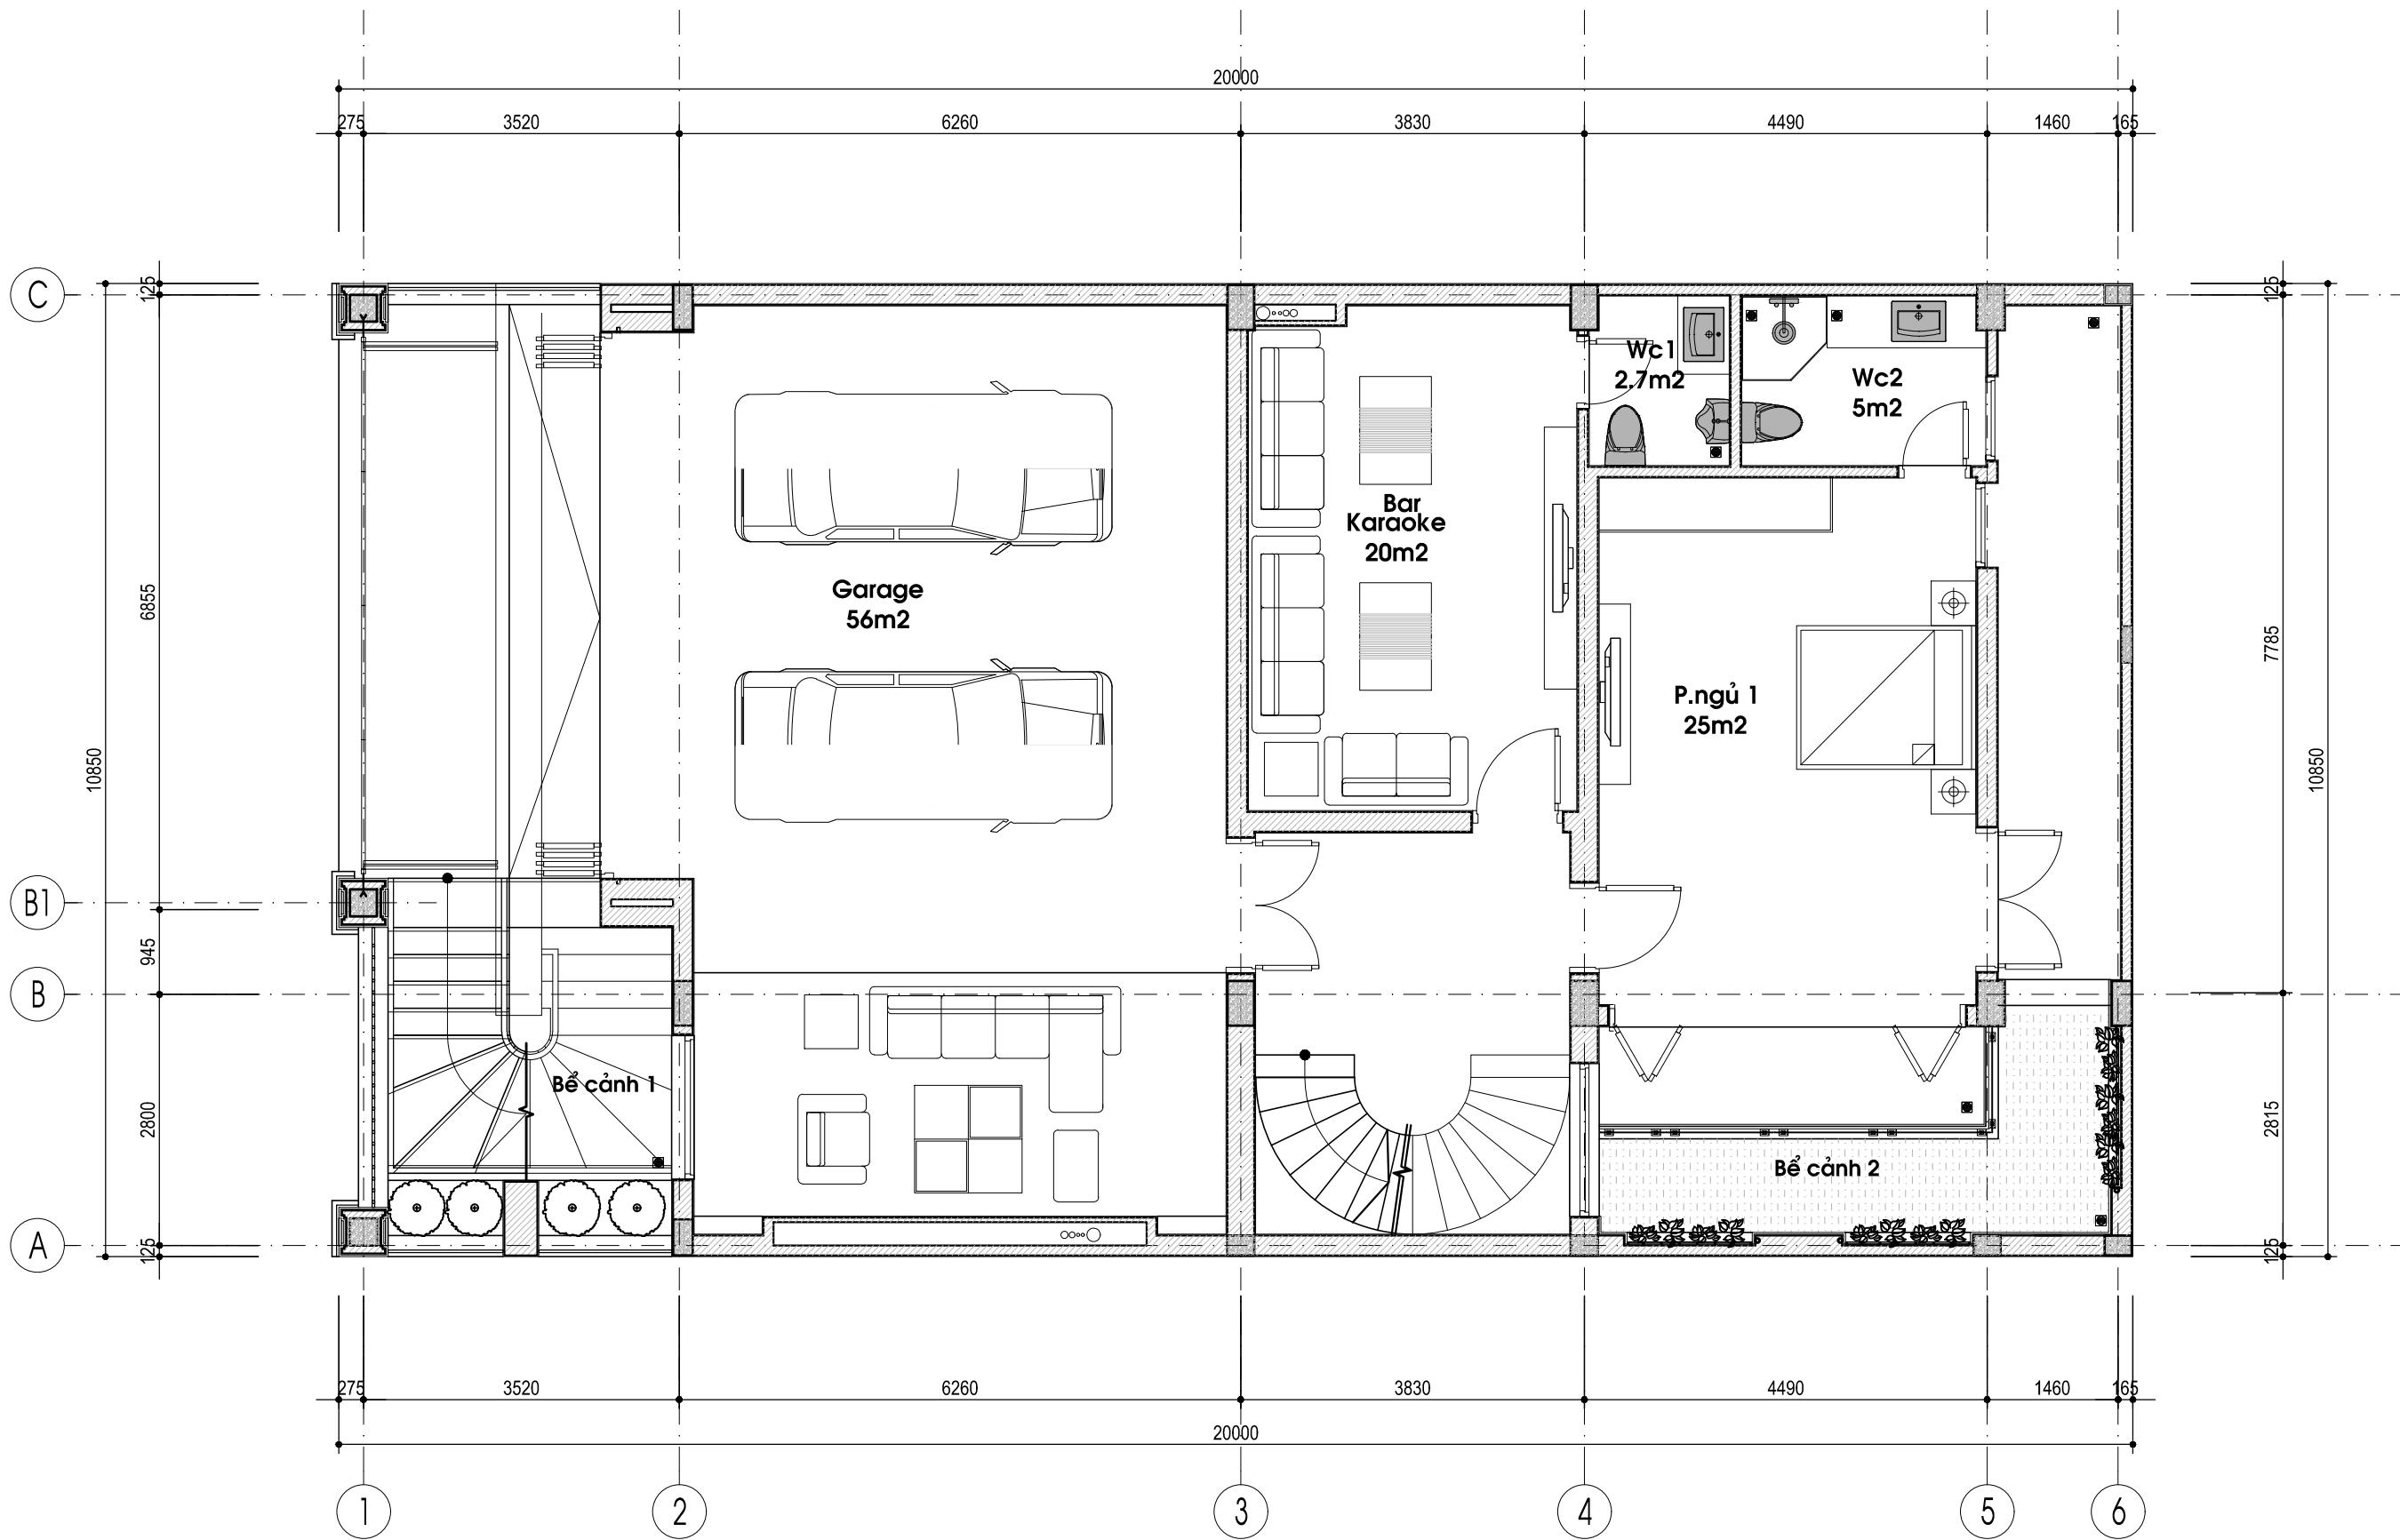 20000
275 3520 6260 3830 4490 1460 165
C
125
125
Wc1
2.7m2
Wc2
5m2
Bar
Karaoke
20m2
Garage
56m2
6855
7785
P.ngủ 1
25m2
10850
10850
B1
945
B
Bể cảnh 1
2800
2815
Bể cảnh 2
A
125
125
275 3520 6260 3830 4490 1460 165
20000
1 2 3 4 5 6